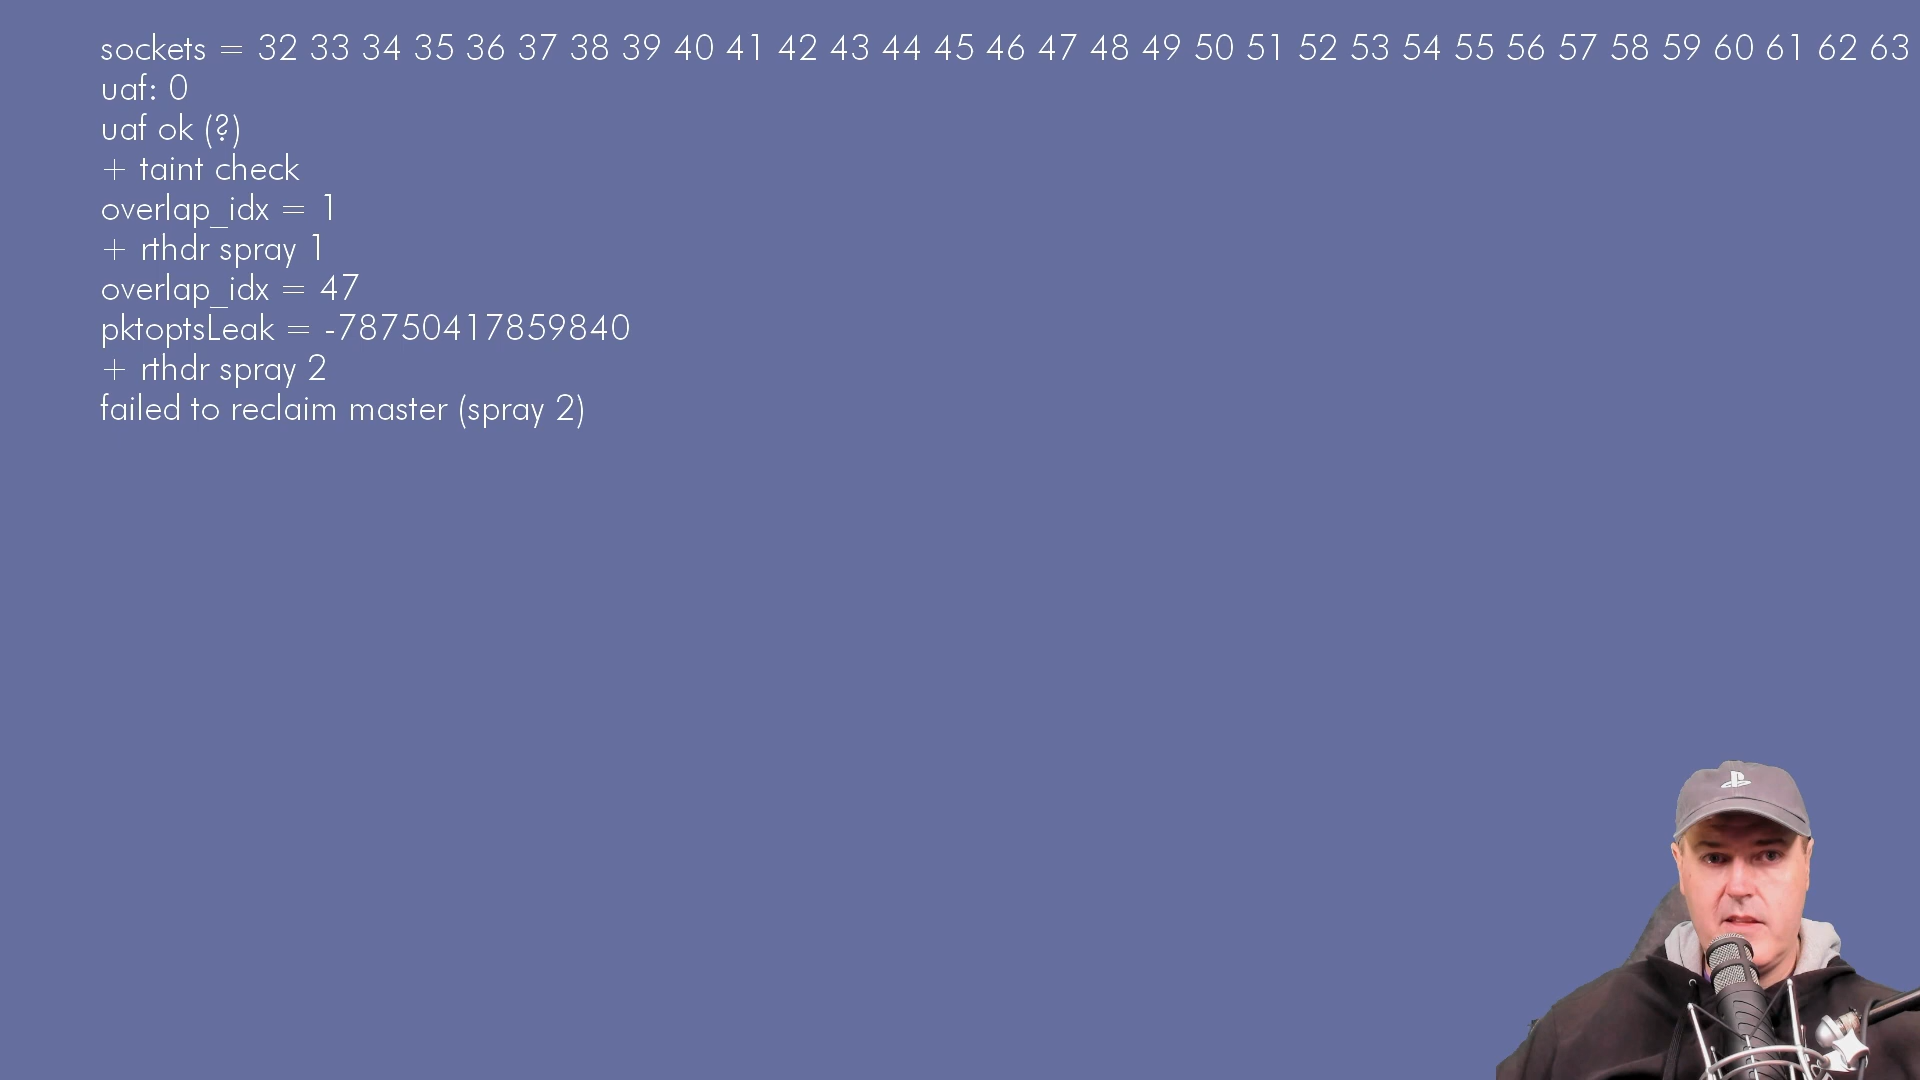 sockets = 32 33 34 35 36 37 38 39 40 41 42 43 44 45 46 47 48 49 50 51 52 53 54 55 56 57 58 59 60 61 62 63
uaf: 0
uaf ok (?)
+ taint check
overlap_idx = 1
+ rthdr spray 1
overlap_idx = 47
pktoptsLeak = -78750417859840
+ rthdr spray 2
failed to reclaim master (spray 2)